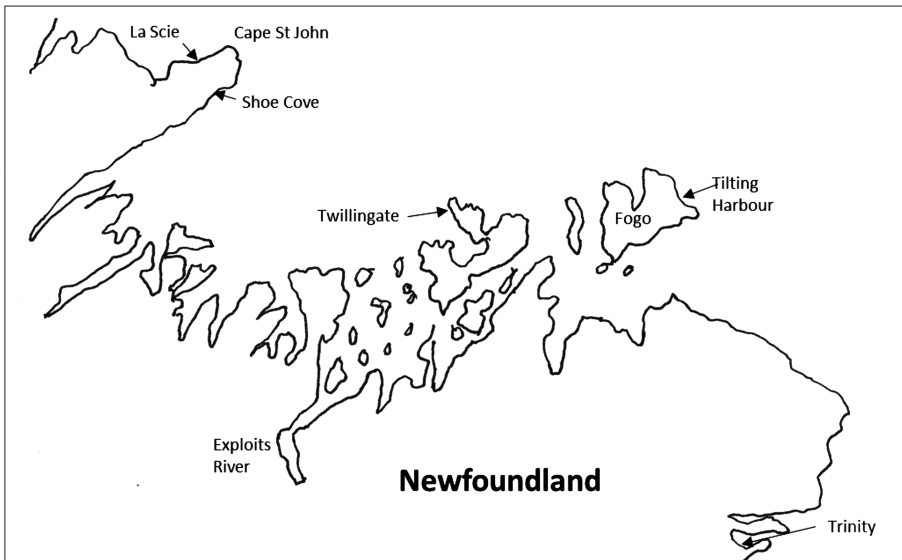 La Scie
Cape St John
Shoe Cove
Tilting
Harbour
Twillingate
Fogo
Exploits
River
Newfoundland
Trinity